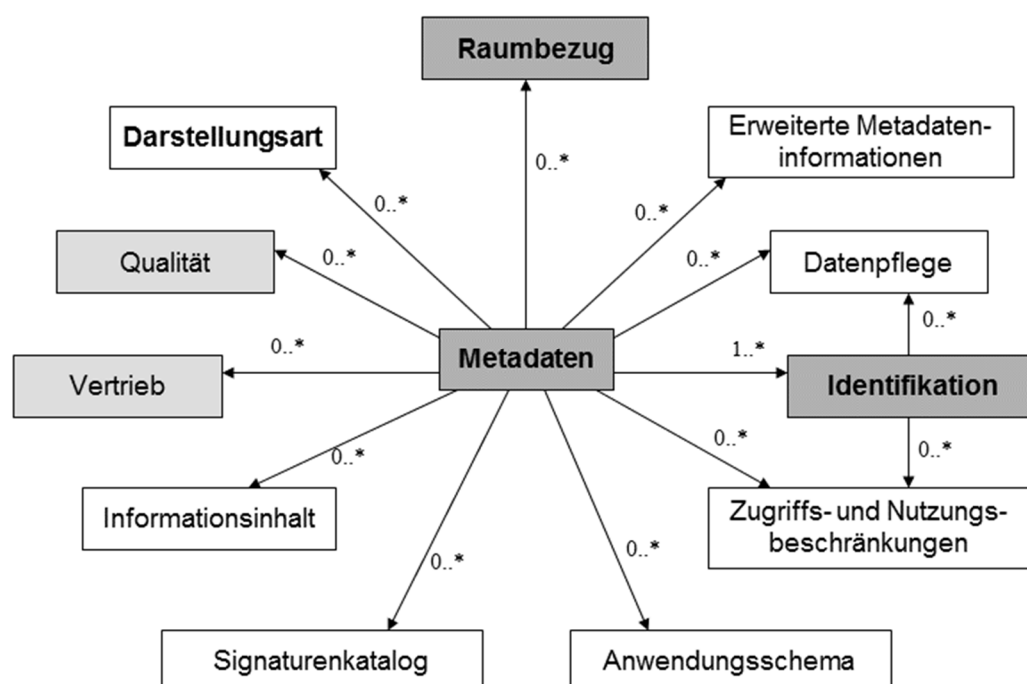 Raumbezug
Darstellungsart
Erweiterte Metadaten-
informationen
0..*
0..*
0..*
Qualität
0..*
0..*
Datenpflege
0..*
0..*
Metadaten
1..*
Vertrieb
Identifikation
0..*
0..*
0..*
Informationsinhalt
Zugriffs- und Nutzungs-
beschränkungen
0..*
0..*
Signaturenkatalog
Anwendungsschema